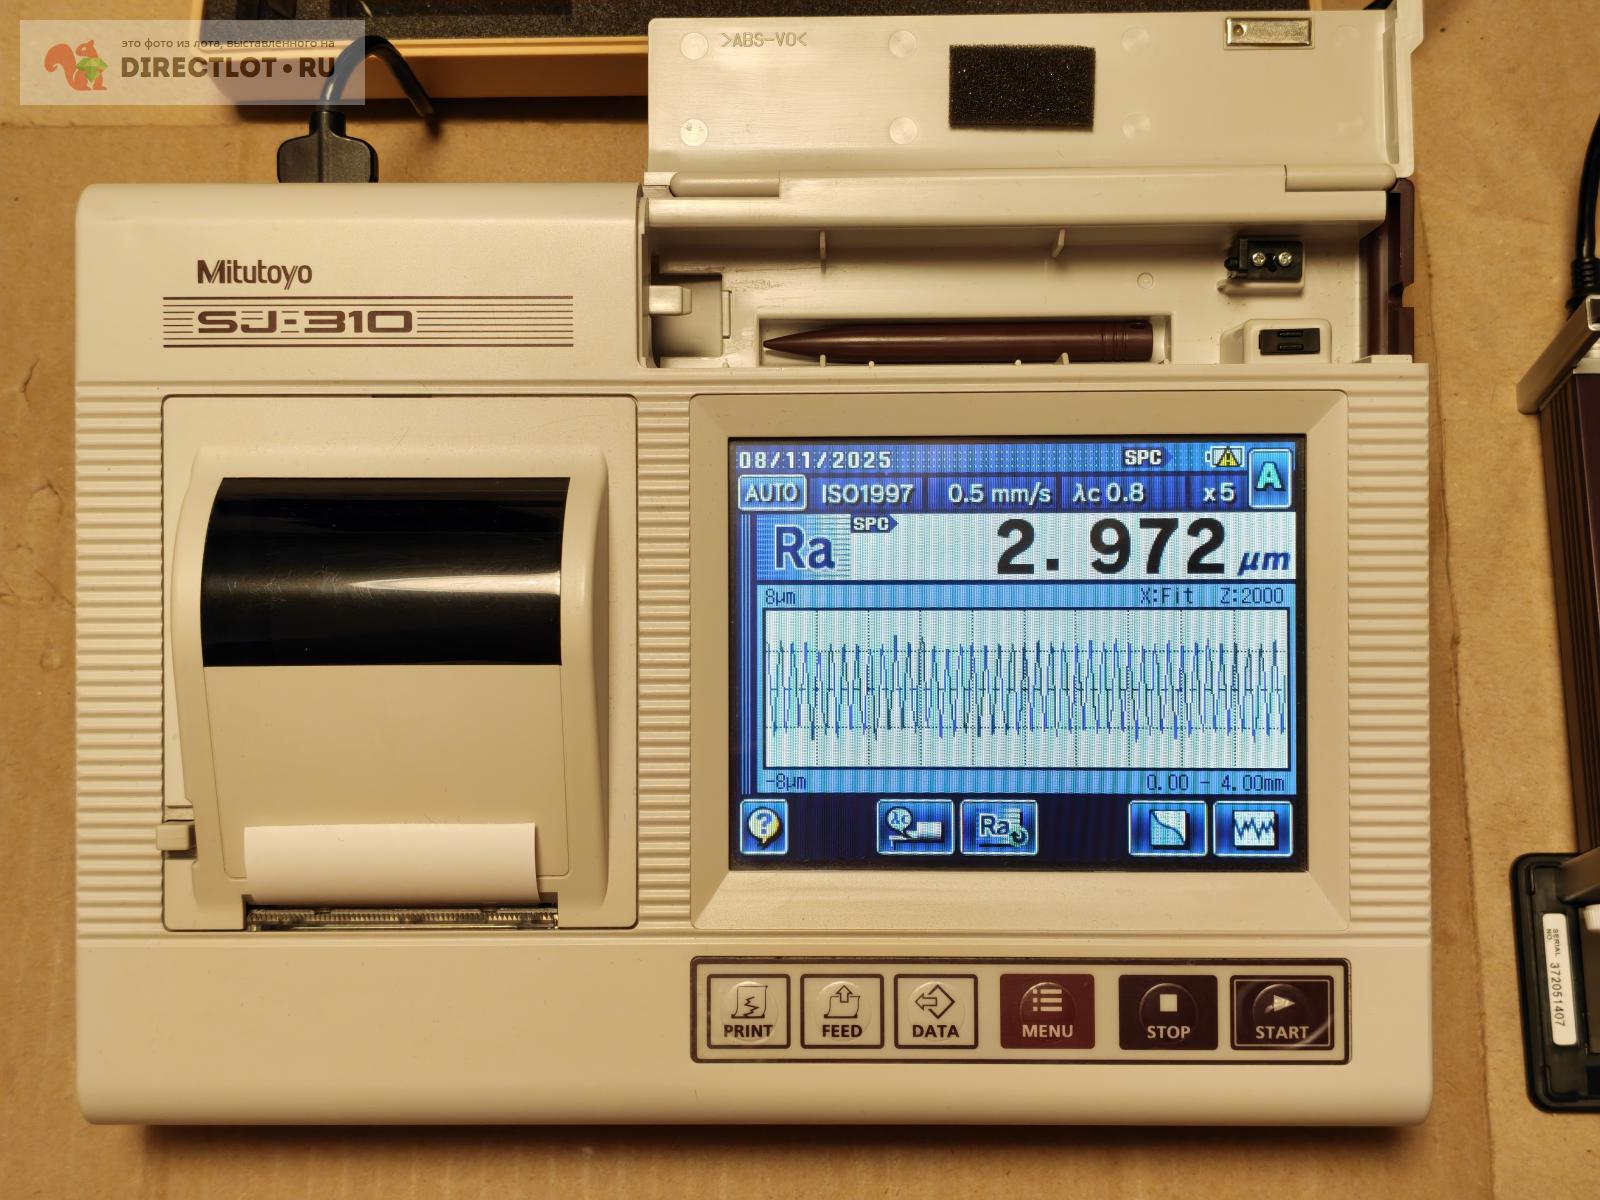 это фото из лота, выставленного на
DIRECTLOT•RU
>ABS-V0<
Mitutoyo
SJ-310
08/11/2025 SPC
A
AUTO ISO1997 0.5 mm/s λc 0.8 x5
Ra SPC 2.972 µm
8µm X:Fit Z:2000
-8µm 0.00 - 4.00mm
? λc Ra
PRINT FEED DATA MENU STOP START
SERIAL NO. 372051407